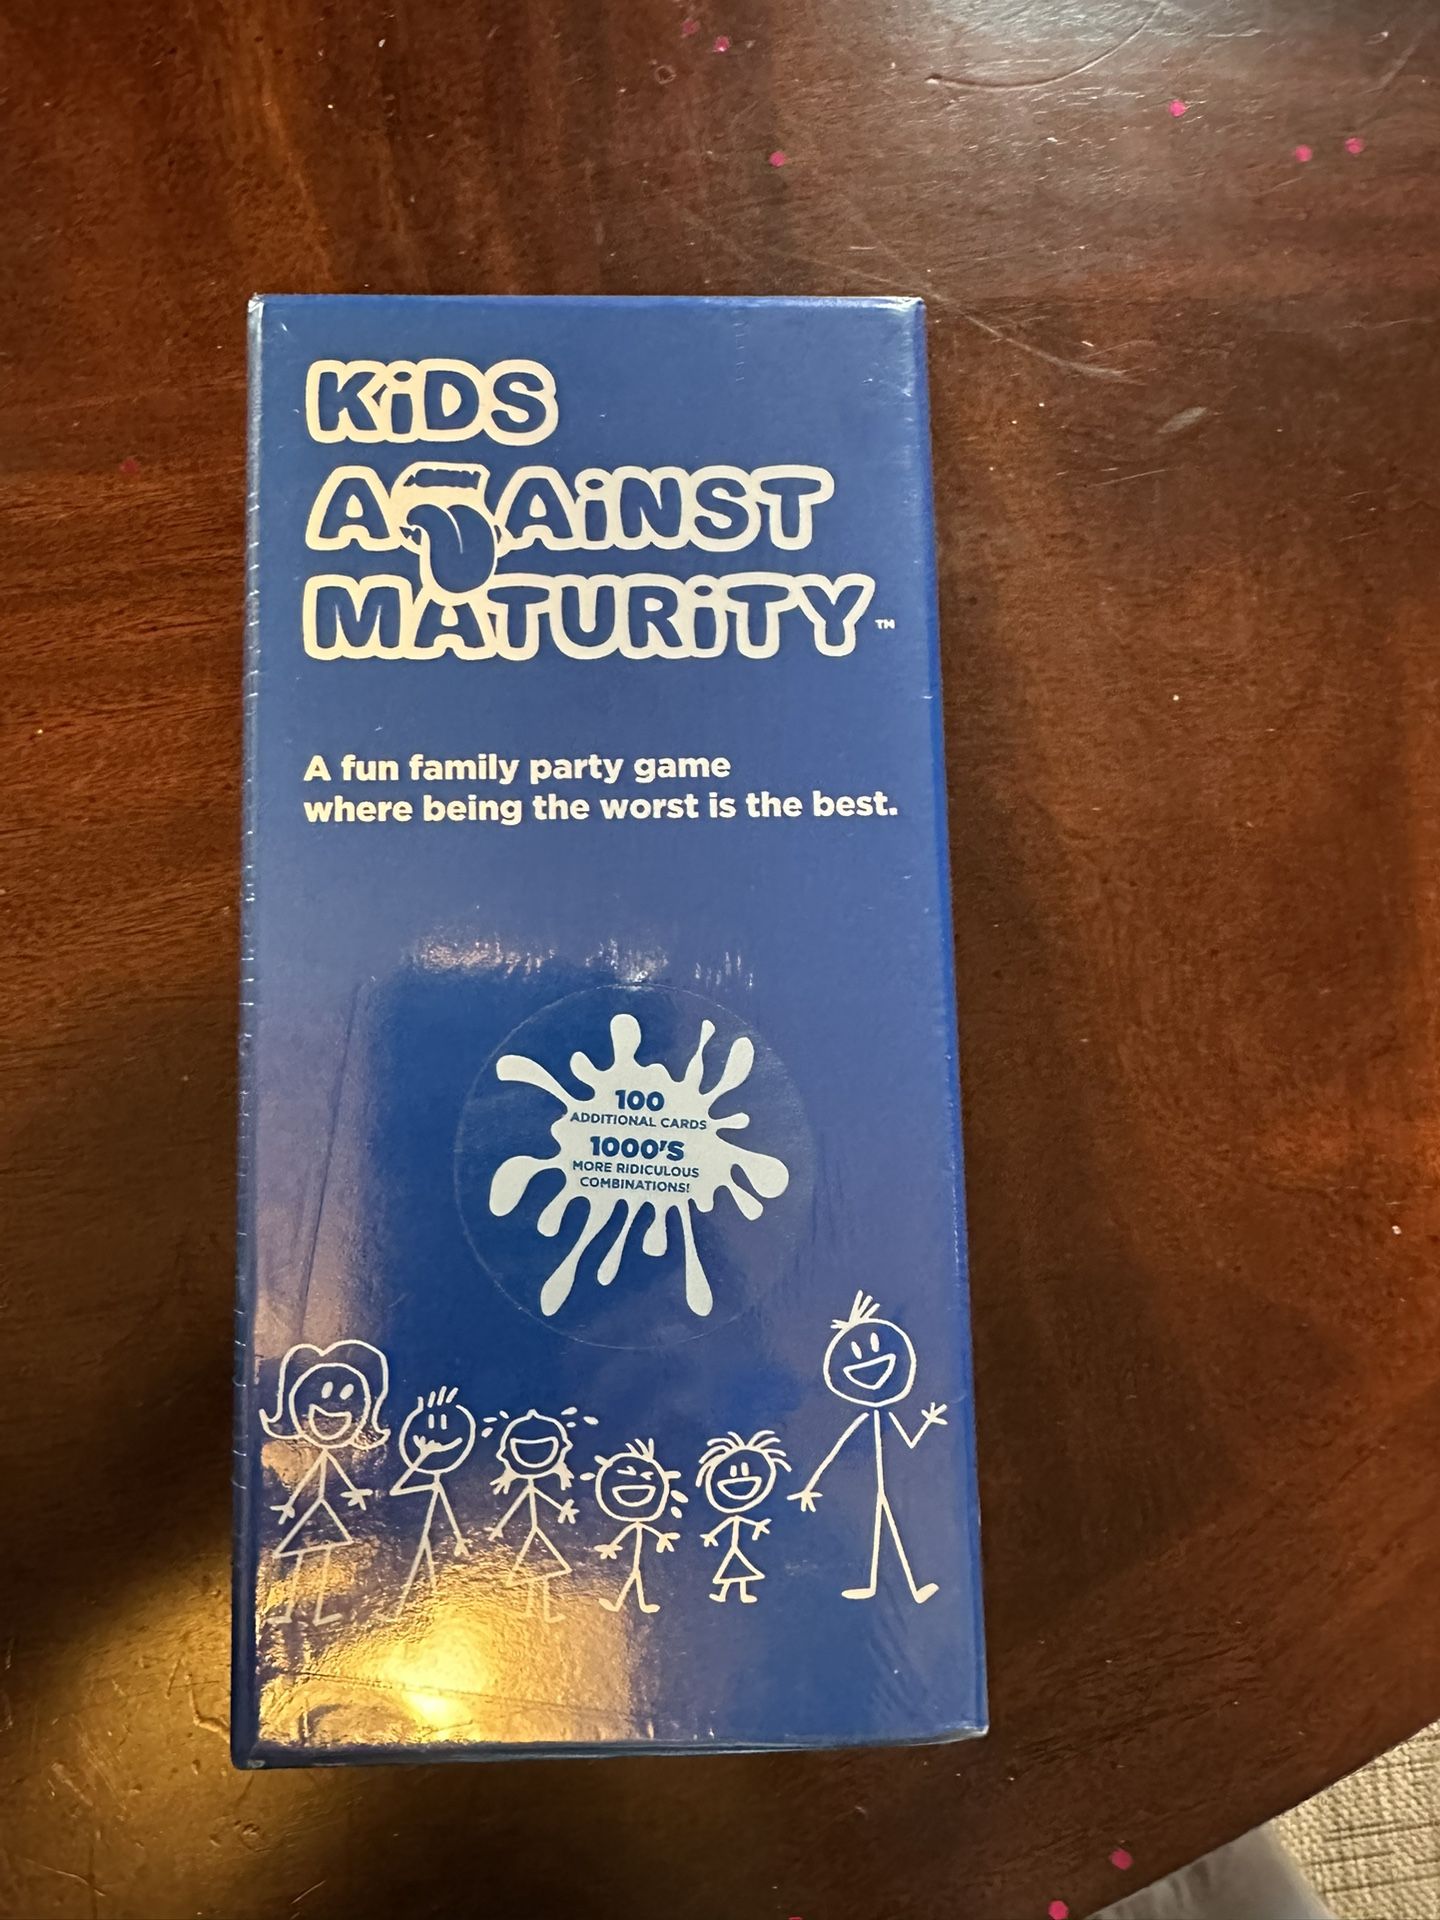 KiDS
AGAiNST
MATURiTY™
A fun family party game
where being the worst is the best.
100
ADDITIONAL CARDS
1000'S
MORE RIDICULOUS
COMBINATIONS!